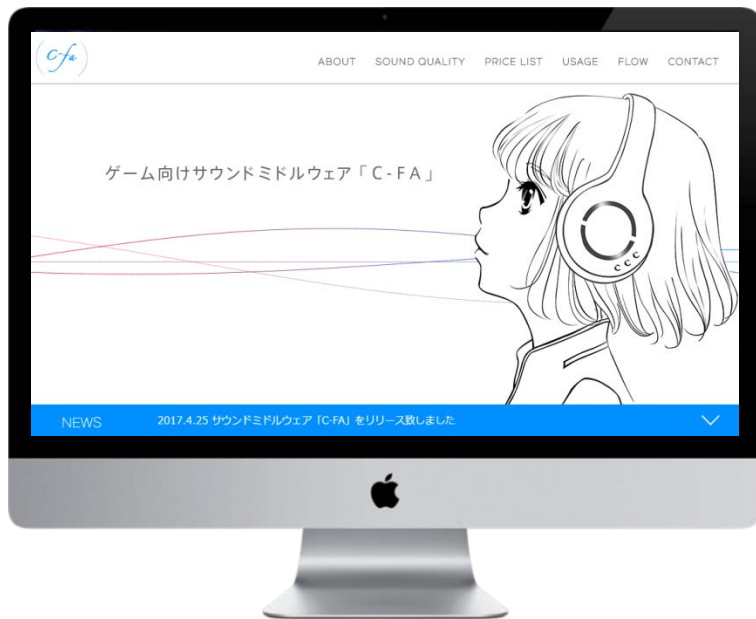 C-fa
ABOUT SOUND QUALITY PRICE LIST USAGE FLOW CONTACT
ゲーム向けサウンドミドルウェア「C-FA」
NEWS 2017.4.25 サウンドミドルウェア「C-FA」をリリース致しました